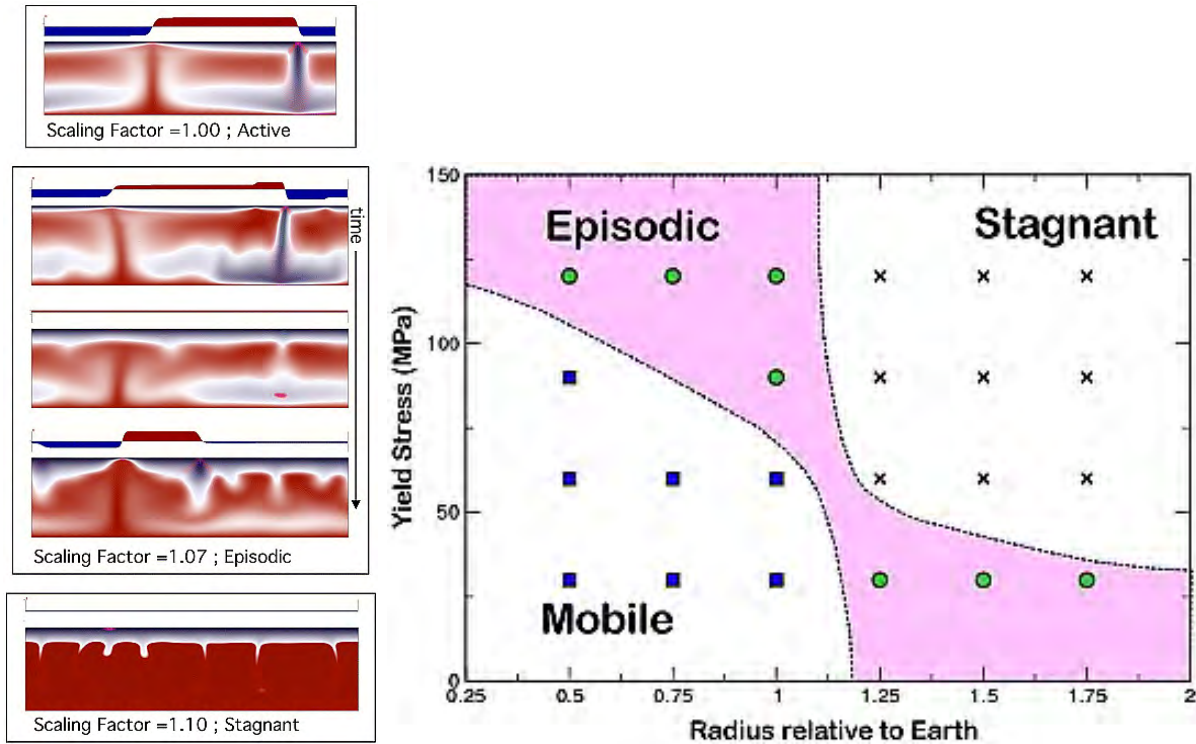 Scaling Factor =1.00 ; Active
time
Scaling Factor =1.07 ; Episodic
Scaling Factor =1.10 ; Stagnant
150
100
50
0
Yield Stress (MPa)
Episodic
Stagnant
Mobile
0.25 0.5 0.75 1 1.25 1.5 1.75 2
Radius relative to Earth